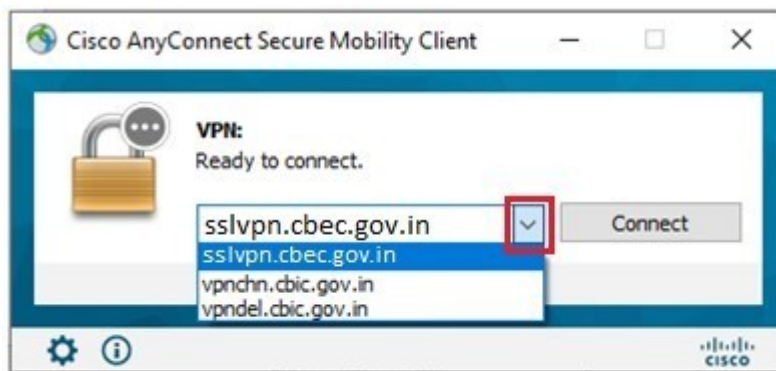 Cisco AnyConnect Secure Mobility Client
VPN:
Ready to connect.
sslvpn.cbec.gov.in
Connect
sslvpn.cbec.gov.in
vpnchn.cbic.gov.in
vpndel.cbic.gov.in
CISCO